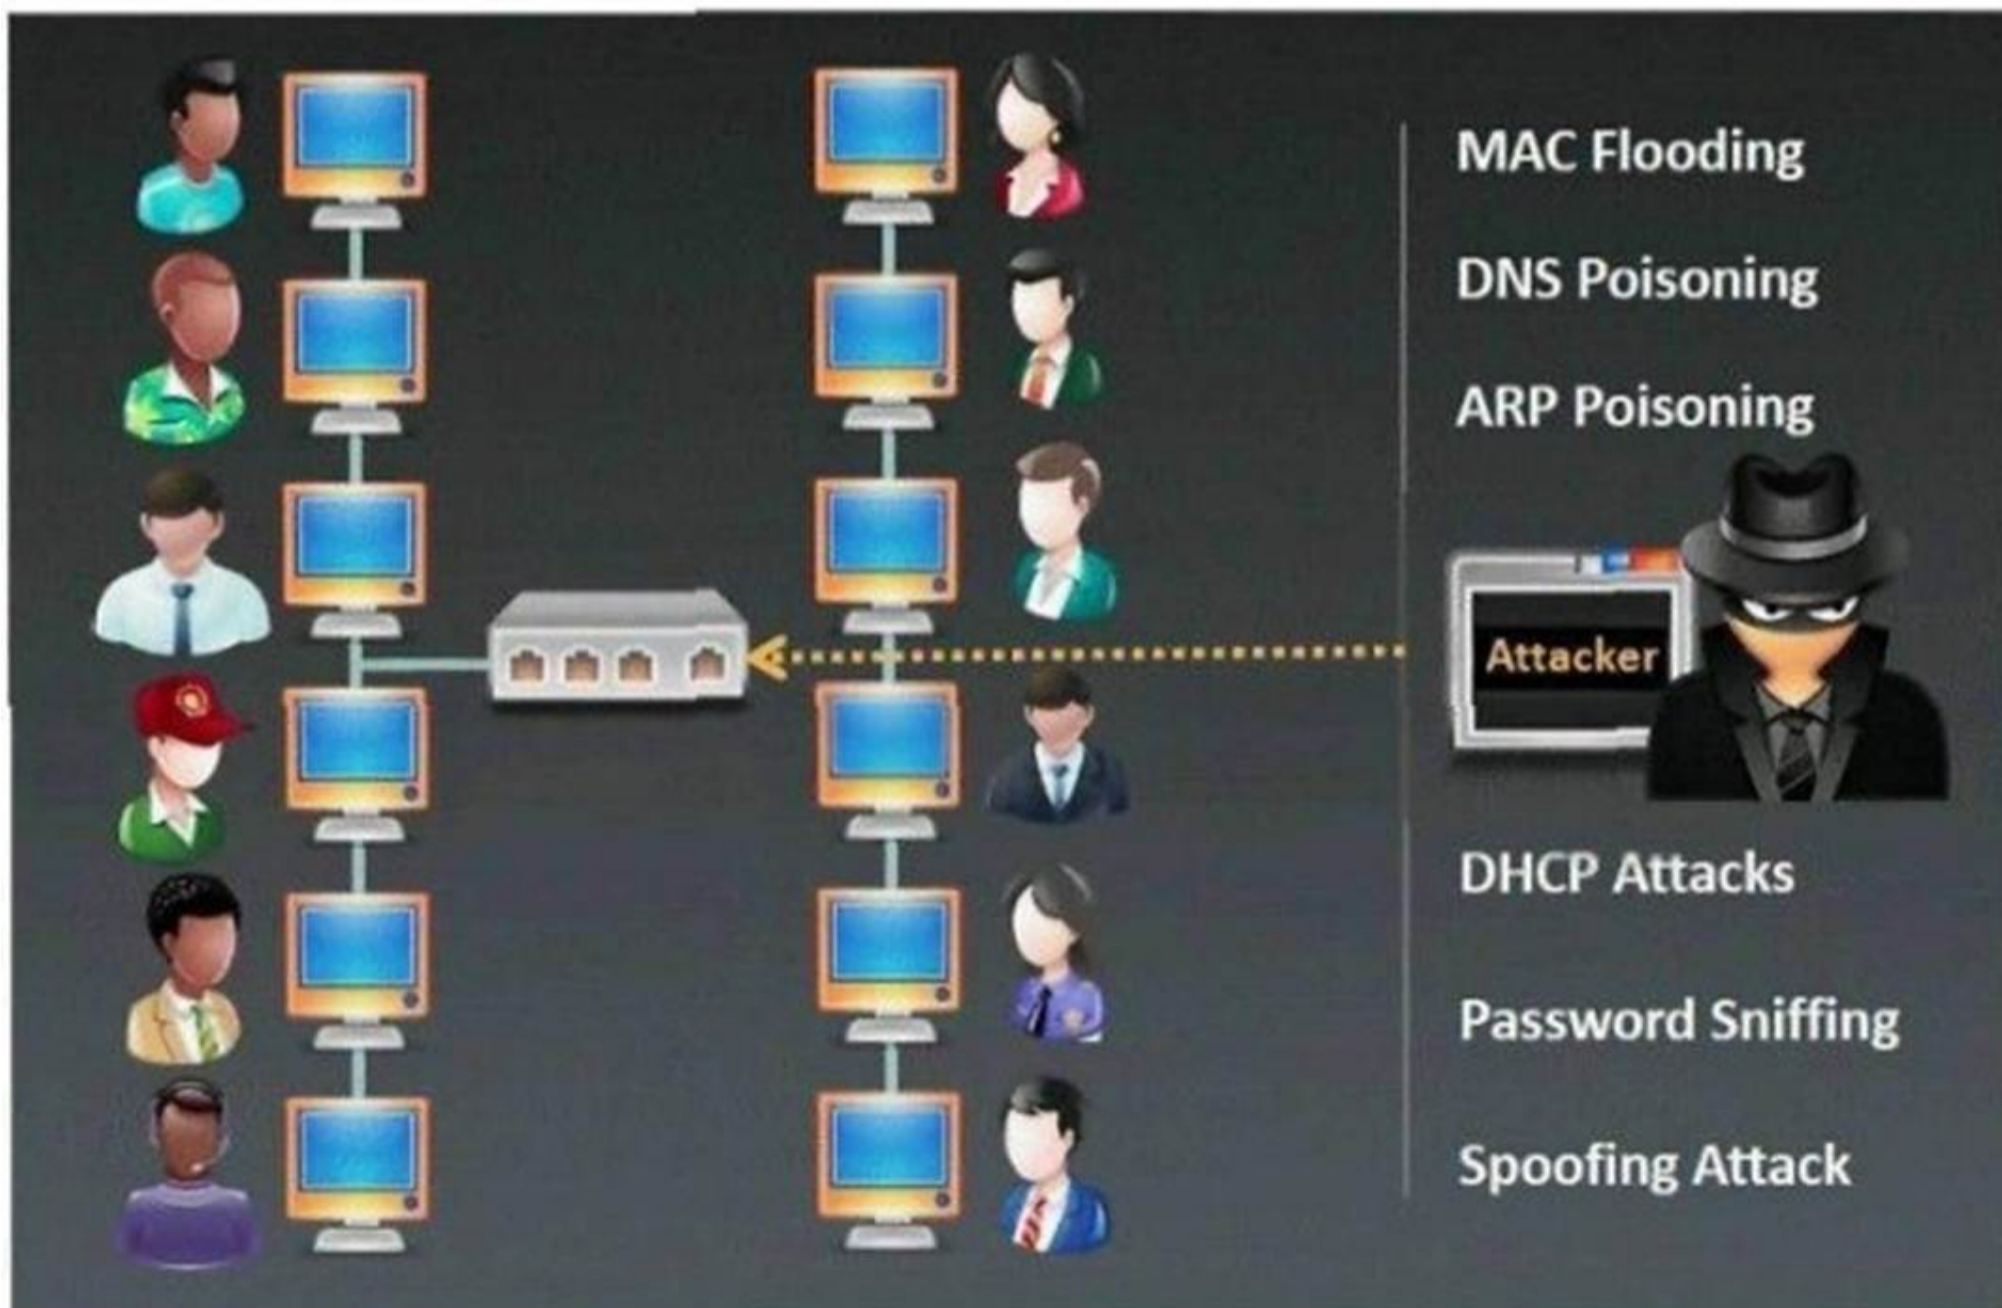 MAC Flooding
DNS Poisoning
ARP Poisoning
Attacker
DHCP Attacks
Password Sniffing
Spoofing Attack